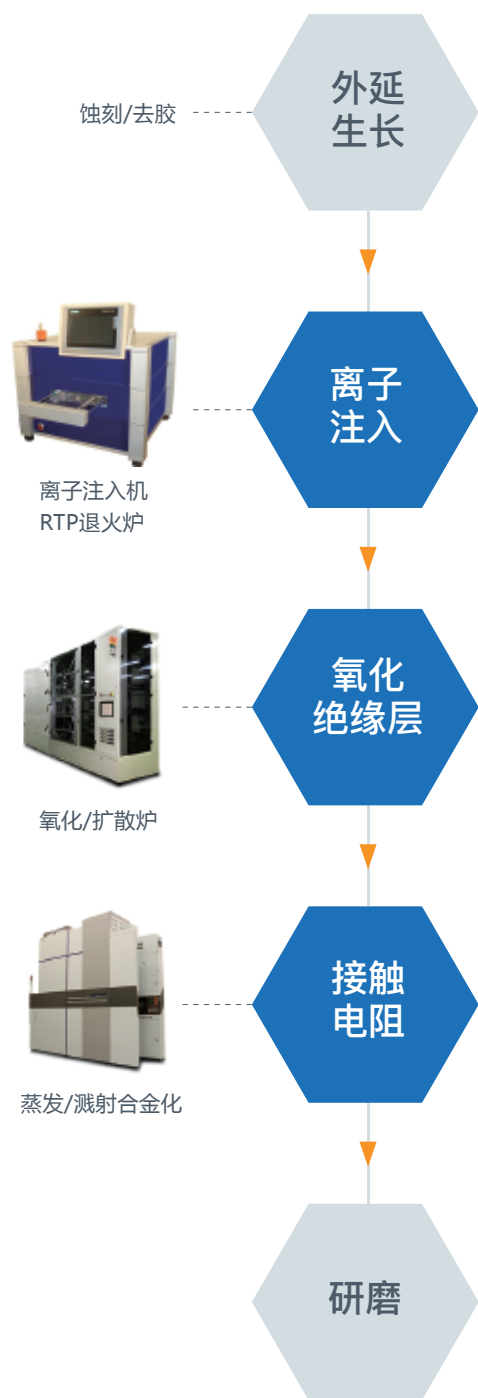 外延
生长
蚀刻/去胶
离子
注入
离子注入机
RTP退火炉
氧化
绝缘层
氧化/扩散炉
接触
电阻
蒸发/溅射合金化
研磨